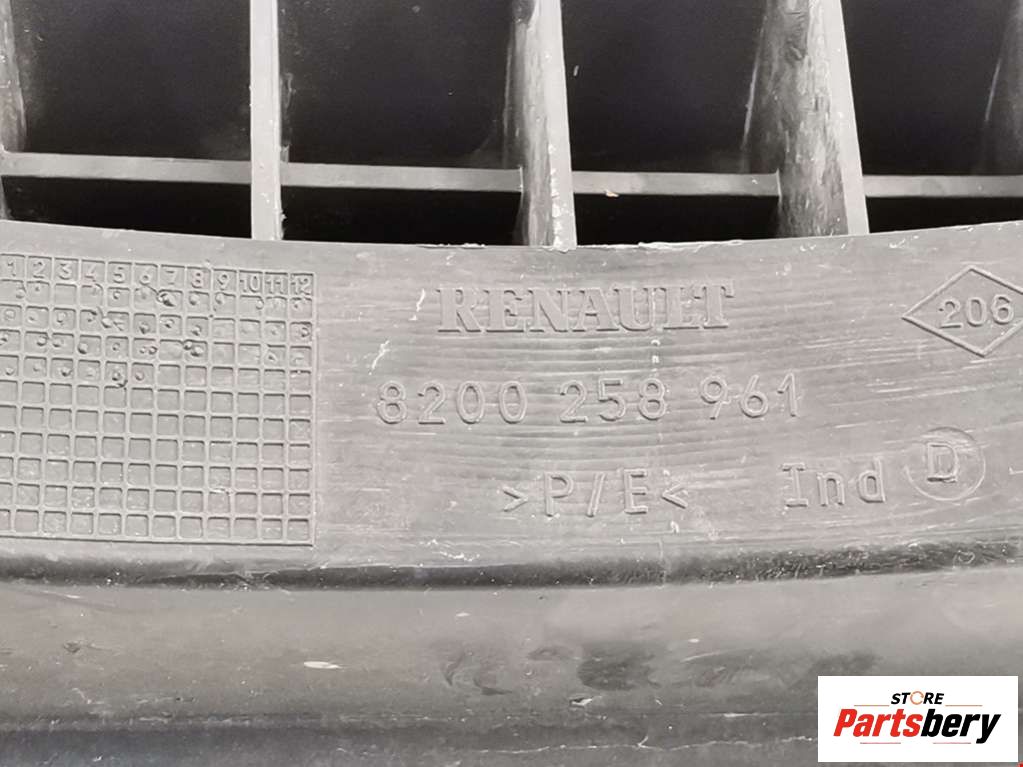 1 2 3 4 5 6 7 8 9 10 11 12
RENAULT
206
8200 258 961
>P/E<
Ind D
STORE
Partsbery